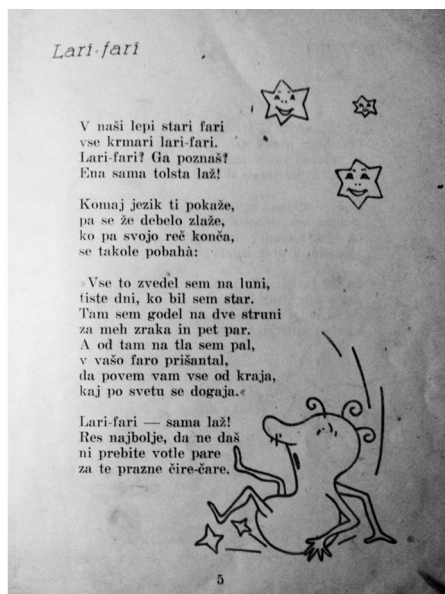 Lari-fari
V naši lepi stari fari
vse krmari lari-fari.
Lari-fari? Ga poznaš?
Ena sama tolsta laž!
Komaj jezik ti pokaže,
pa se že debelo zlaže,
ko pa svojo reč konča,
se takole pobahà:
»Vse to zvedel sem na luni,
tiste dni, ko bil sem star.
Tam sem godel na dve struni
za meh zraka in pet par.
A od tam na tla sem pal,
v vašo faro prišantal,
da povem vam vse od kraja,
kaj po svetu se dogaja.«
Lari-fari — sama laž!
Res najbolje, da ne daš
ni prebite votle pare
za te prazne čire-čare.
5